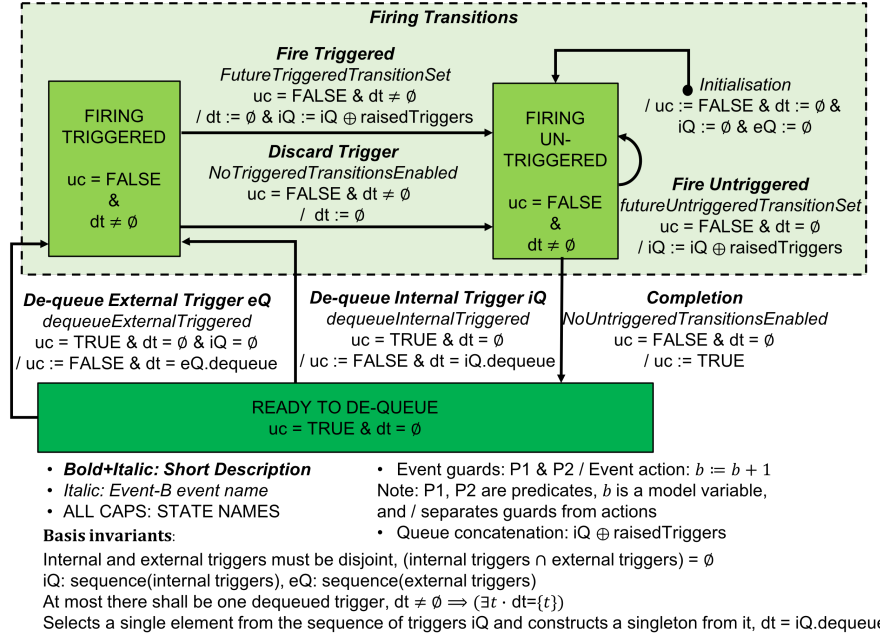 Firing Transitions
Fire Triggered
FutureTriggeredTransitionSet
uc = FALSE & dt ≠ ∅
/ dt := ∅ & iQ := iQ ⊕ raisedTriggers
FIRING
TRIGGERED
uc = FALSE
&
dt ≠ ∅
Discard Trigger
NoTriggeredTransitionsEnabled
uc = FALSE & dt ≠ ∅
/ dt := ∅
FIRING
UN-
TRIGGERED
uc = FALSE
&
dt ≠ ∅
Initialisation
/ uc := FALSE & dt := ∅ &
iQ := ∅ & eQ := ∅
Fire Untriggered
futureUntriggeredTransitionSet
uc = FALSE & dt = ∅
/ iQ := iQ ⊕ raisedTriggers
De-queue External Trigger eQ
dequeueExternalTriggered
uc = TRUE & dt = ∅ & iQ = ∅
/ uc := FALSE & dt = eQ.dequeue
De-queue Internal Trigger iQ
dequeueInternalTriggered
uc = TRUE & dt = ∅
/ uc := FALSE & dt = iQ.dequeue
Completion
NoUntriggeredTransitionsEnabled
uc = FALSE & dt = ∅
/ uc := TRUE
READY TO DE-QUEUE
uc = TRUE & dt = ∅
• Bold+Italic: Short Description
• Italic: Event-B event name
• ALL CAPS: STATE NAMES
• Event guards: P1 & P2 / Event action: b ≔ b + 1
Note: P1, P2 are predicates, b is a model variable,
and / separates guards from actions
• Queue concatenation: iQ ⊕ raisedTriggers
Basis invariants:
Internal and external triggers must be disjoint, (internal triggers ∩ external triggers) = ∅
iQ: sequence(internal triggers), eQ: sequence(external triggers)
At most there shall be one dequeued trigger, dt ≠ ∅ ⟹ (∃t · dt={t})
Selects a single element from the sequence of triggers iQ and constructs a singleton from it, dt = iQ.dequeue